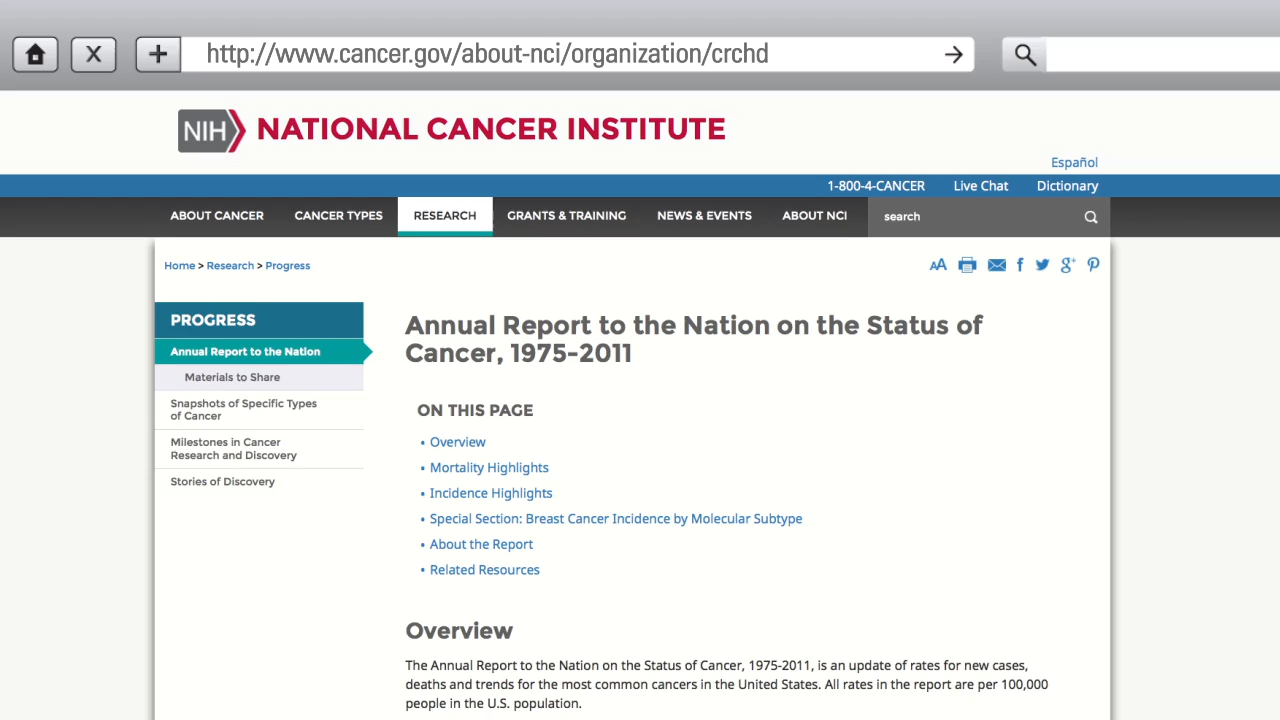 X
+
http://www.cancer.gov/about-nci/organization/crchd
NIH NATIONAL CANCER INSTITUTE
Español
1-800-4-CANCER Live Chat Dictionary
ABOUT CANCER CANCER TYPES RESEARCH GRANTS & TRAINING NEWS & EVENTS ABOUT NCI search
Home > Research > Progress
AA f g+
PROGRESS
Annual Report to the Nation
Materials to Share
Snapshots of Specific Types
of Cancer
Milestones in Cancer
Research and Discovery
Stories of Discovery
Annual Report to the Nation on the Status of
Cancer, 1975-2011
ON THIS PAGE
• Overview
• Mortality Highlights
• Incidence Highlights
• Special Section: Breast Cancer Incidence by Molecular Subtype
• About the Report
• Related Resources
Overview
The Annual Report to the Nation on the Status of Cancer, 1975-2011, is an update of rates for new cases,
deaths and trends for the most common cancers in the United States. All rates in the report are per 100,000
people in the U.S. population.